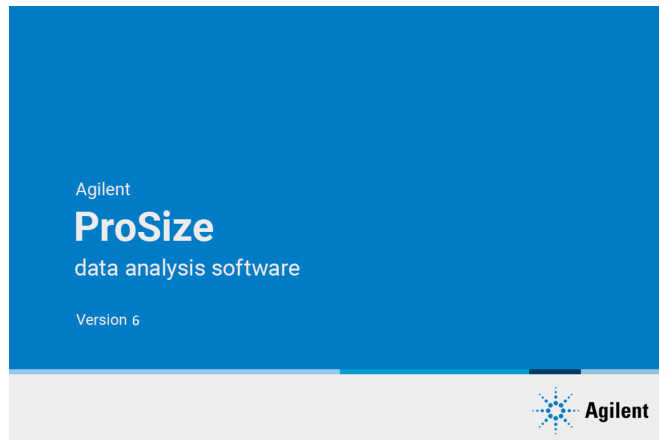 Agilent
ProSize
data analysis software
Version 6
Agilent